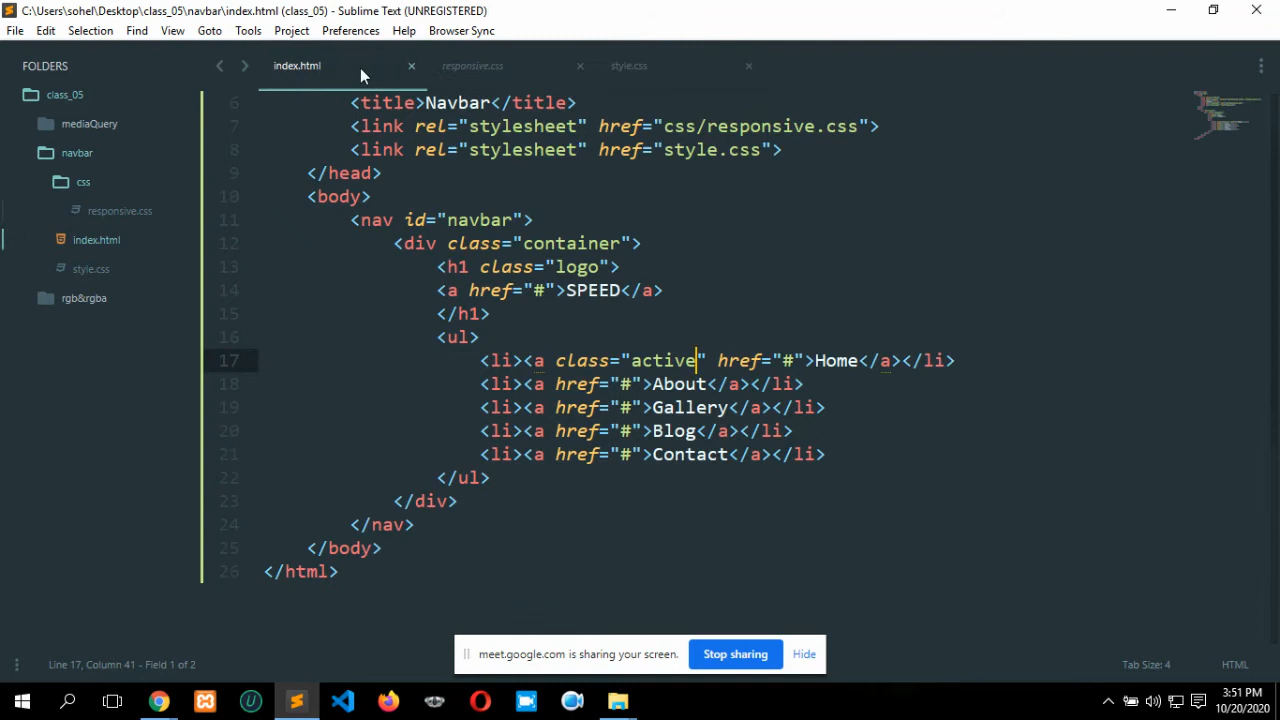 C:\Users\sohel\Desktop\class_05\navbar\index.html (class_05) - Sublime Text (UNREGISTERED)
File Edit Selection Find View Goto Tools Project Preferences Help Browser Sync
FOLDERS
class_05
mediaQuery
navbar
css
responsive.css
index.html
style.css
rgb&rgba
index.html responsive.css style.css
6 <title>Navbar</title>
7 <link rel="stylesheet" href="css/responsive.css>
8 <link rel="stylesheet" href="style.css">
9 </head>
10 <body>
11 <nav id="navbar">
12 <div class="container">
13 <h1 class="logo">
14 <a href="#">SPEED</a>
15 </h1>
16 <ul>
17 <li><a class="active" href="#">Home</a></li>
18 <li><a href="#">About</a></li>
19 <li><a href="#">Gallery</a></li>
20 <li><a href="#">Blog</a></li>
21 <li><a href="#">Contact</a></li>
22 </ul>
23 </div>
24 </nav>
25 </body>
26 </html>
meet.google.com is sharing your screen. Stop sharing Hide
Line 17, Column 41 - Field 1 of 2 Tab Size: 4 HTML
3:51 PM
10/20/2020